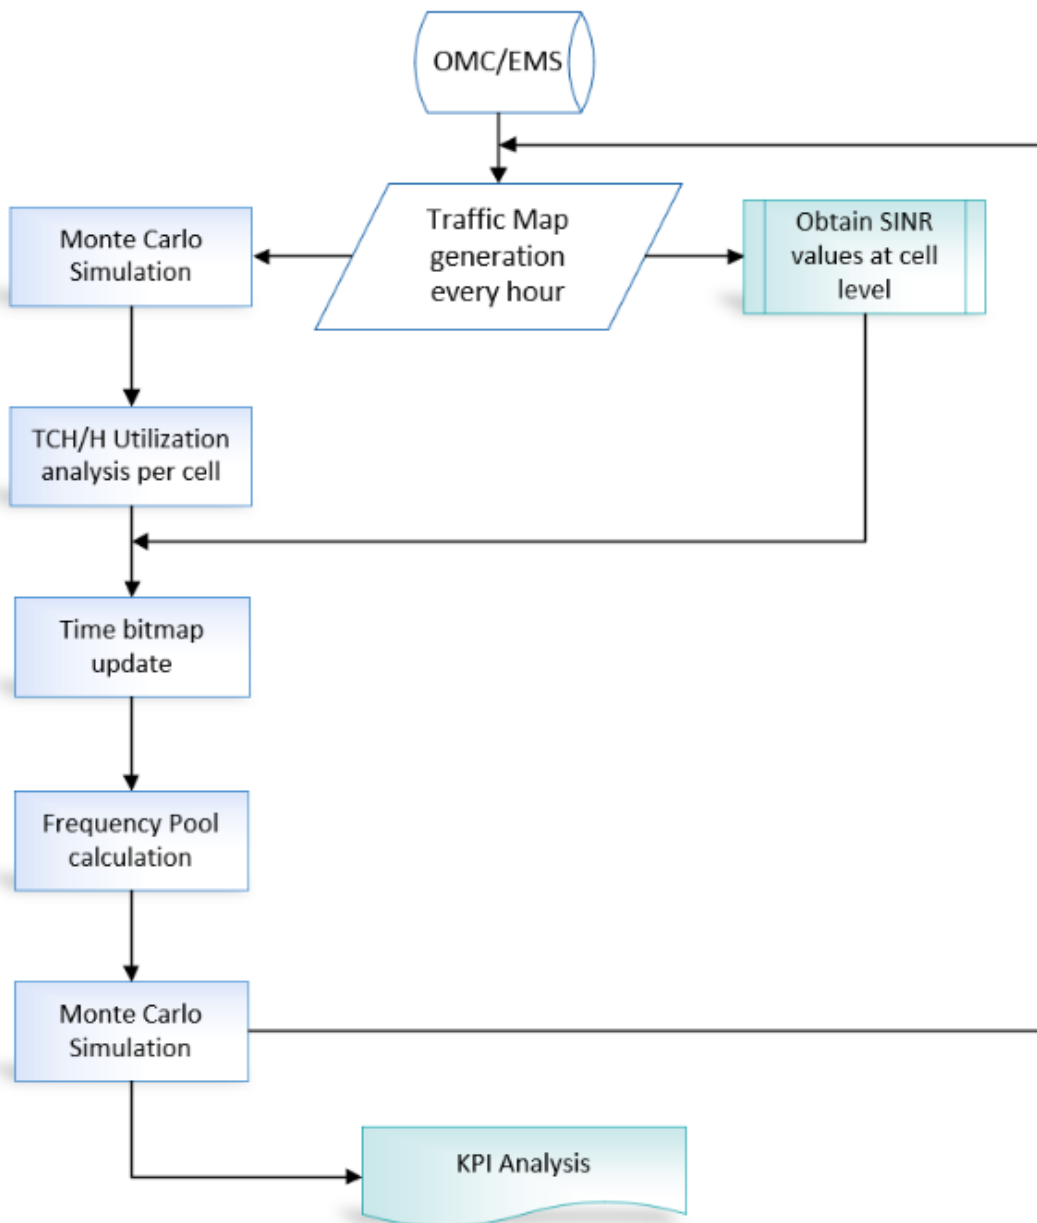 OMC/EMS
Traffic Map
generation
every hour
Monte Carlo
Simulation
Obtain SINR
values at cell
level
TCH/H Utilization
analysis per cell
Time bitmap
update
Frequency Pool
calculation
Monte Carlo
Simulation
KPI Analysis